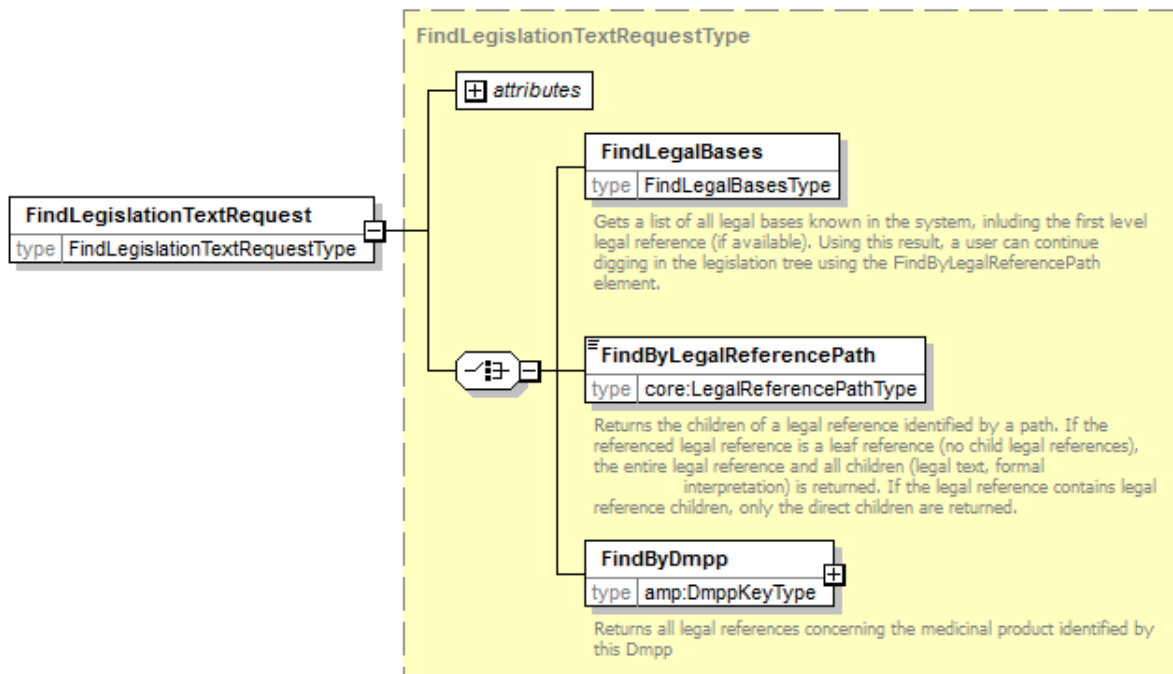 FindLegislationTextRequestType
attributes
FindLegalBases
type FindLegalBasesType
Gets a list of all legal bases known in the system, inluding the first level
legal reference (if available). Using this result, a user can continue
digging in the legislation tree using the FindByLegalReferencePath
element.
FindLegislationTextRequest
type FindLegislationTextRequestType
FindByLegalReferencePath
type core:LegalReferencePathType
Returns the children of a legal reference identified by a path. If the
referenced legal reference is a leaf reference (no child legal references),
the entire legal reference and all children (legal text, formal
interpretation) is returned. If the legal reference contains legal
reference children, only the direct children are returned.
FindByDmpp
type amp:DmppKeyType
Returns all legal references concerning the medicinal product identified by
this Dmpp